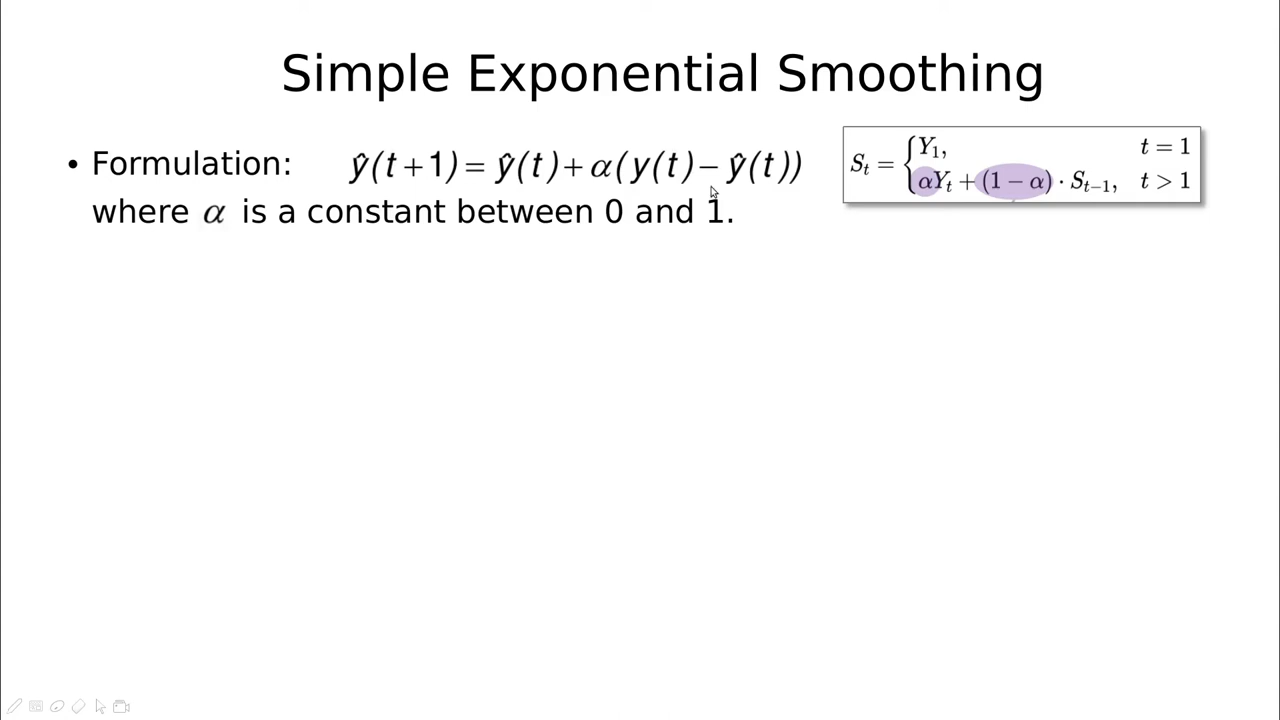 Simple Exponential Smoothing
• Formulation: ŷ(t+1)=ŷ(t)+α(y(t)−ŷ(t))
where α is a constant between 0 and 1.
S_t = { Y_1, t = 1
αY_t + (1 − α) · S_{t−1}, t > 1